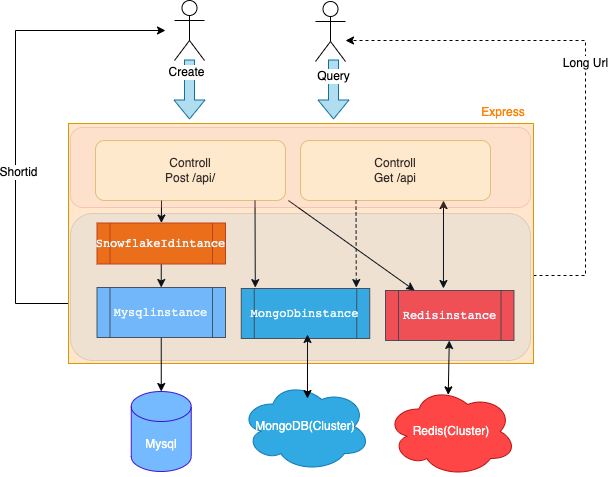 Create
Query
Long Url
Express
Controll
Post /api/
Controll
Get /api
Shortid
SnowflakeIdintance
Mysqlinstance
MongoDbinstance
Redisinstance
Mysql
MongoDB(Cluster)
Redis(Cluster)